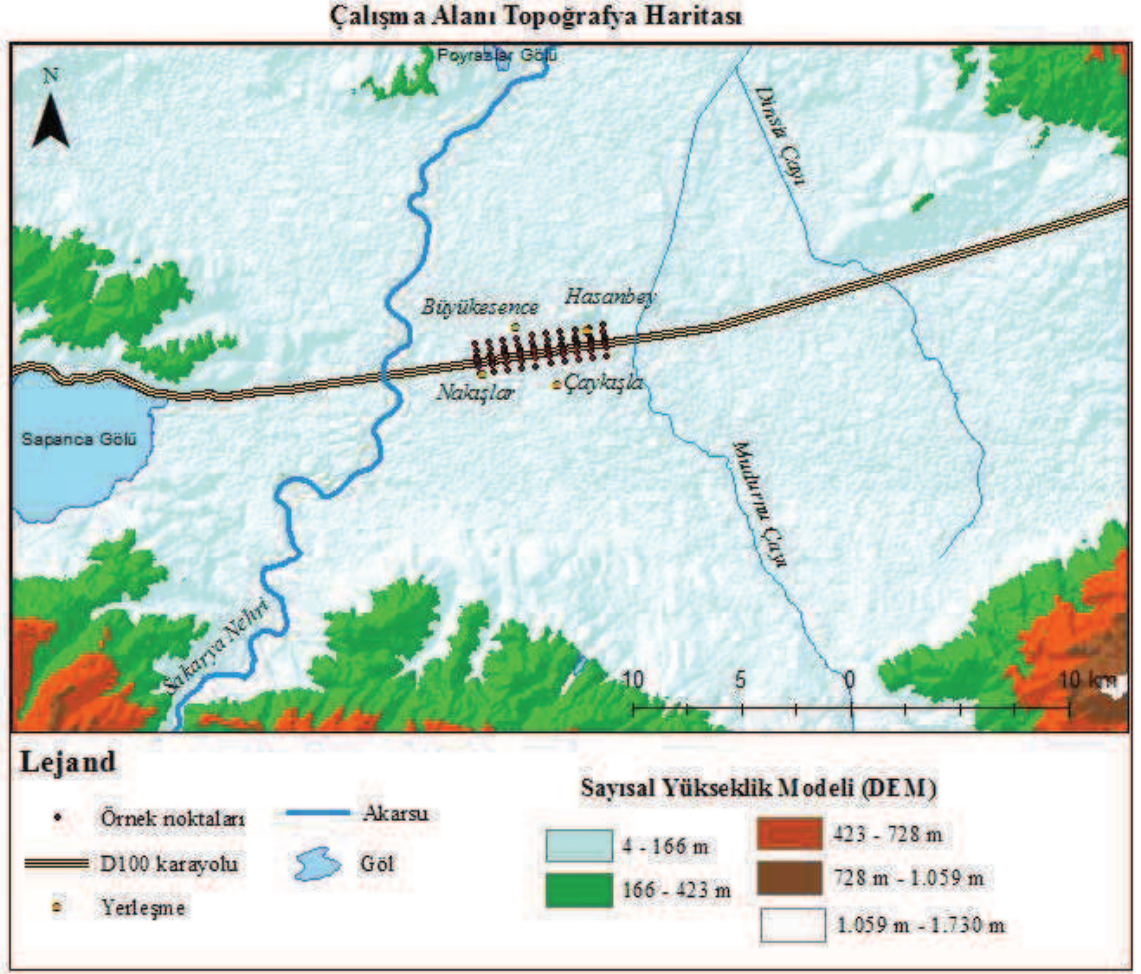 Çalışma Alanı Topoğrafya Haritası
Poyrazlar Gölü
N
Dinsiz Çayı
Büyükesence
Hasanbey
Nakışlar
Çaykışla
Sapanca Gölü
Mudurnu Çayı
Sakarya Nehri
10 5 0 10 km
Lejand
Örnek noktaları
D100 karayolu
Yerleşme
Akarsu
Göl
Sayısal Yükseklik Modeli (DEM)
4 - 166 m
166 - 423 m
423 - 728 m
728 m - 1.059 m
1.059 m - 1.730 m